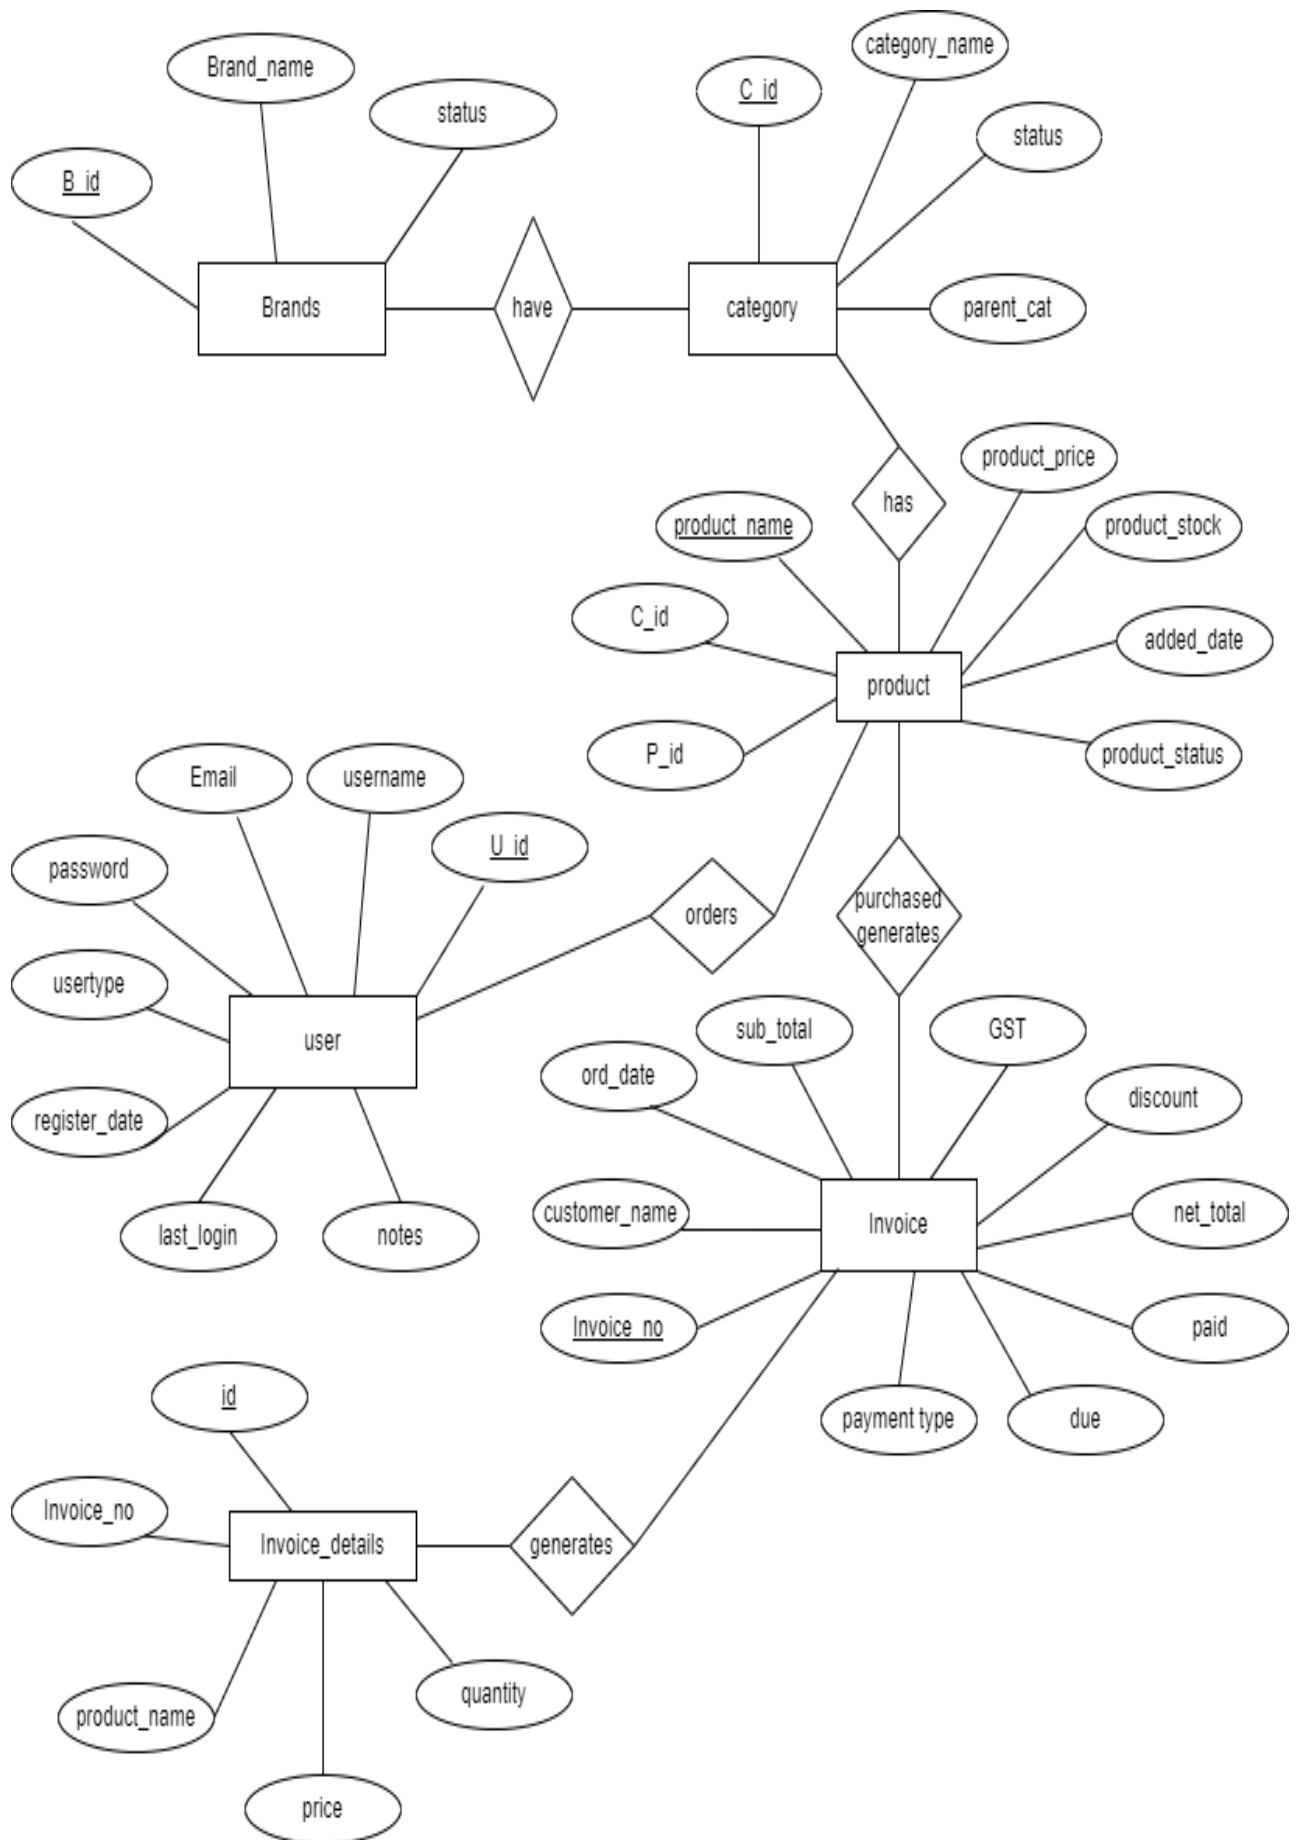 category_name
Brand_name
C_id
status
status
B_id
Brands
have
category
parent_cat
product_price
has
product_name
product_stock
C_id
added_date
product
P_id
product_status
Email
username
U_id
password
orders
purchased
generates
usertype
user
sub_total
GST
ord_date
discount
register_date
customer_name
Invoice
net_total
last_login
notes
Invoice_no
paid
id
payment type
due
Invoice_no
Invoice_details
generates
quantity
product_name
price